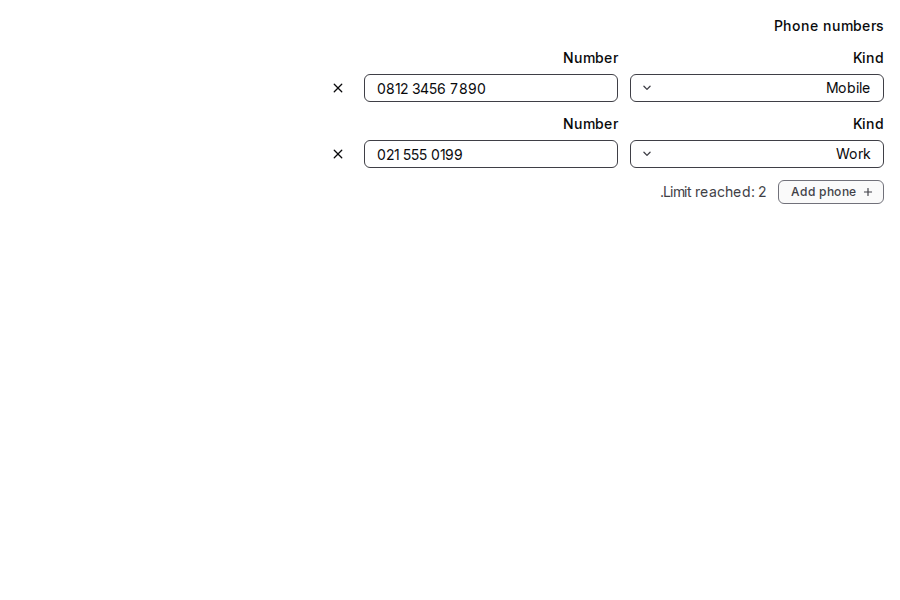 Phone numbers
Kind
Number
Mobile
0812 3456 7890
Kind
Number
Work
021 555 0199
Add phone
Limit reached: 2.